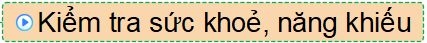 Kiểm tra sức khoẻ, năng khiếu